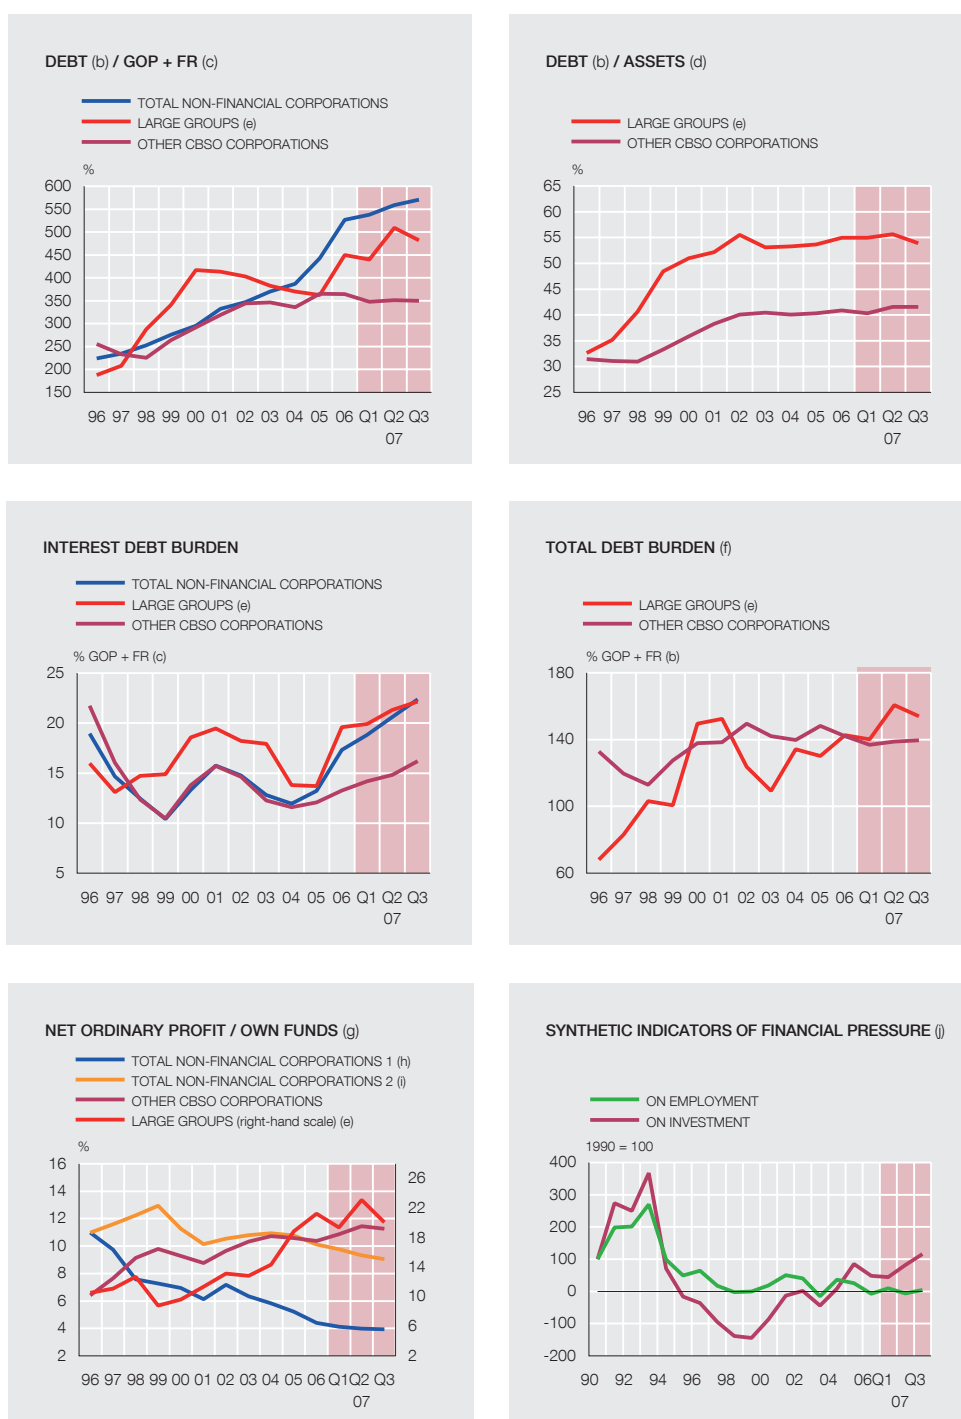 DEBT (b) / GOP + FR (c)
TOTAL NON-FINANCIAL CORPORATIONS
LARGE GROUPS (e)
OTHER CBSO CORPORATIONS
%
600
550
500
450
400
350
300
250
200
150
96 97 98 99 00 01 02 03 04 05 06 Q1 Q2 Q3
07
DEBT (b) / ASSETS (d)
LARGE GROUPS (e)
OTHER CBSO CORPORATIONS
%
65
60
55
50
45
40
35
30
25
96 97 98 99 00 01 02 03 04 05 06 Q1 Q2 Q3
07
INTEREST DEBT BURDEN
TOTAL NON-FINANCIAL CORPORATIONS
LARGE GROUPS (e)
OTHER CBSO CORPORATIONS
% GOP + FR (c)
25
20
15
10
5
96 97 98 99 00 01 02 03 04 05 06 Q1 Q2 Q3
07
TOTAL DEBT BURDEN (f)
LARGE GROUPS (e)
OTHER CBSO CORPORATIONS
% GOP + FR (b)
180
140
100
60
96 97 98 99 00 01 02 03 04 05 06 Q1 Q2 Q3
07
NET ORDINARY PROFIT / OWN FUNDS (g)
TOTAL NON-FINANCIAL CORPORATIONS 1 (h)
TOTAL NON-FINANCIAL CORPORATIONS 2 (i)
OTHER CBSO CORPORATIONS
LARGE GROUPS (right-hand scale) (e)
%
16
14
12
10
8
6
4
2
26
22
18
14
10
6
2
96 97 98 99 00 01 02 03 04 05 06 Q1 Q2 Q3
07
SYNTHETIC INDICATORS OF FINANCIAL PRESSURE (j)
ON EMPLOYMENT
ON INVESTMENT
1990 = 100
400
300
200
100
0
-100
-200
90 92 94 96 98 00 02 04 06 Q1 Q3
07